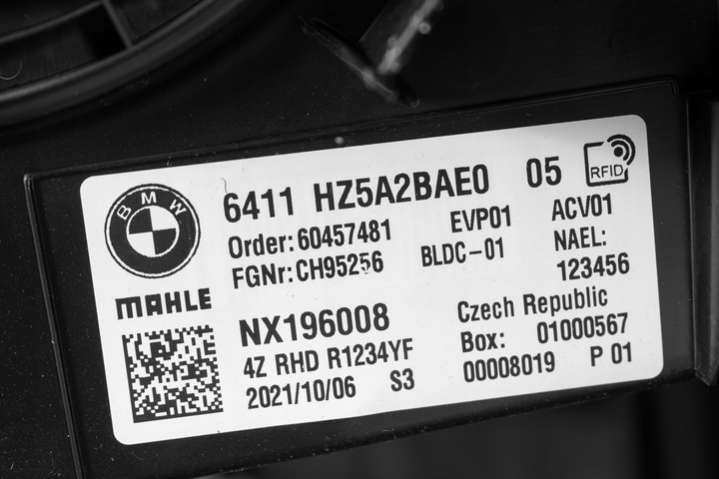 BMW
6411 HZ5A2BAE0 05
RFID
Order: 60457481 EVP01 ACV01
FGNr: CH95256 BLDC-01 NAEL:
123456
MAHLE
NX196008 Czech Republic
4Z RHD R1234YF Box: 01000567
2021/10/06 S3 00008019 P 01